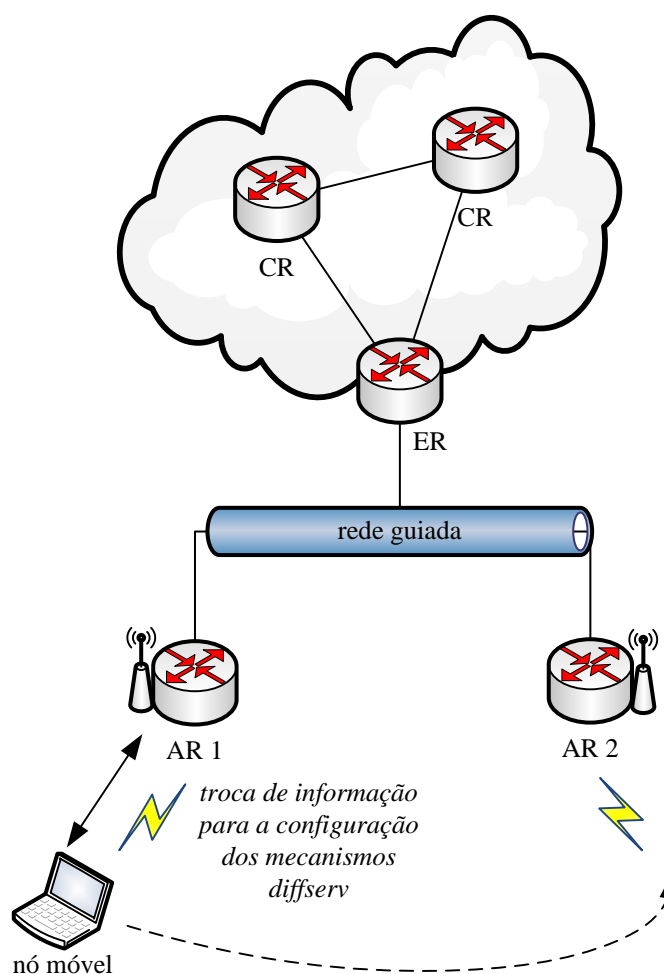 CR
CR
ER
rede guiada
AR 1
AR 2
troca de informação
para a configuração
dos mecanismos
diffserv
nó móvel